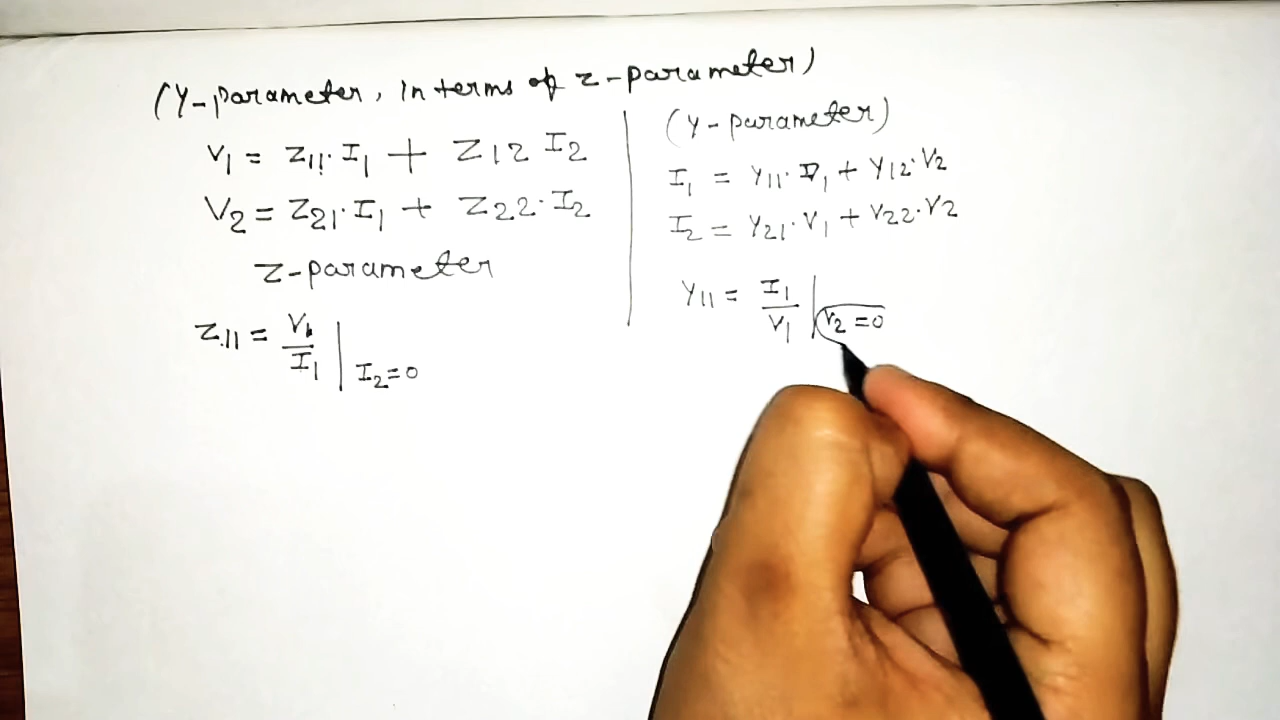 (Y-parameter, in terms of z-parameter)
V1 = Z11. I1 + Z12 I2
V2 = Z21. I1 + Z22. I2
Z-parameter
Z11 = V1 / I1 | I2=0
(Y-parameter)
I1 = Y11. V1 + Y12. V2
I2 = Y21. V1 + V22. V2
Y11 = I1 / V1 | V2=0